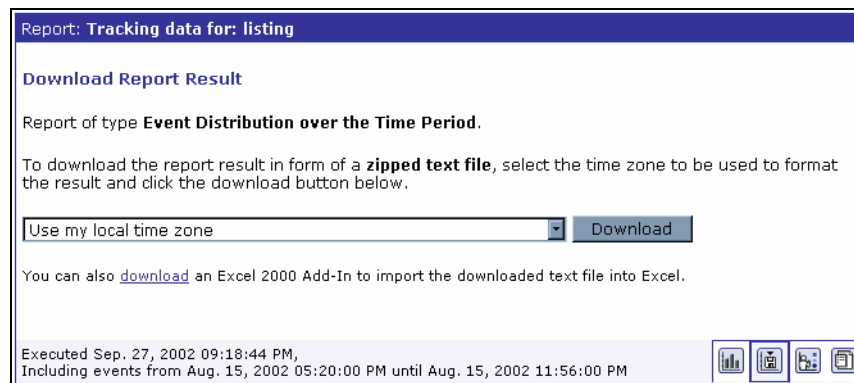 Report: Tracking data for: listing
Download Report Result
Report of type Event Distribution over the Time Period.
To download the report result in form of a zipped text file, select the time zone to be used to format
the result and click the download button below.
Use my local time zone
Download
You can also download an Excel 2000 Add-In to import the downloaded text file into Excel.
Executed Sep. 27, 2002 09:18:44 PM,
Including events from Aug. 15, 2002 05:20:00 PM until Aug. 15, 2002 11:56:00 PM